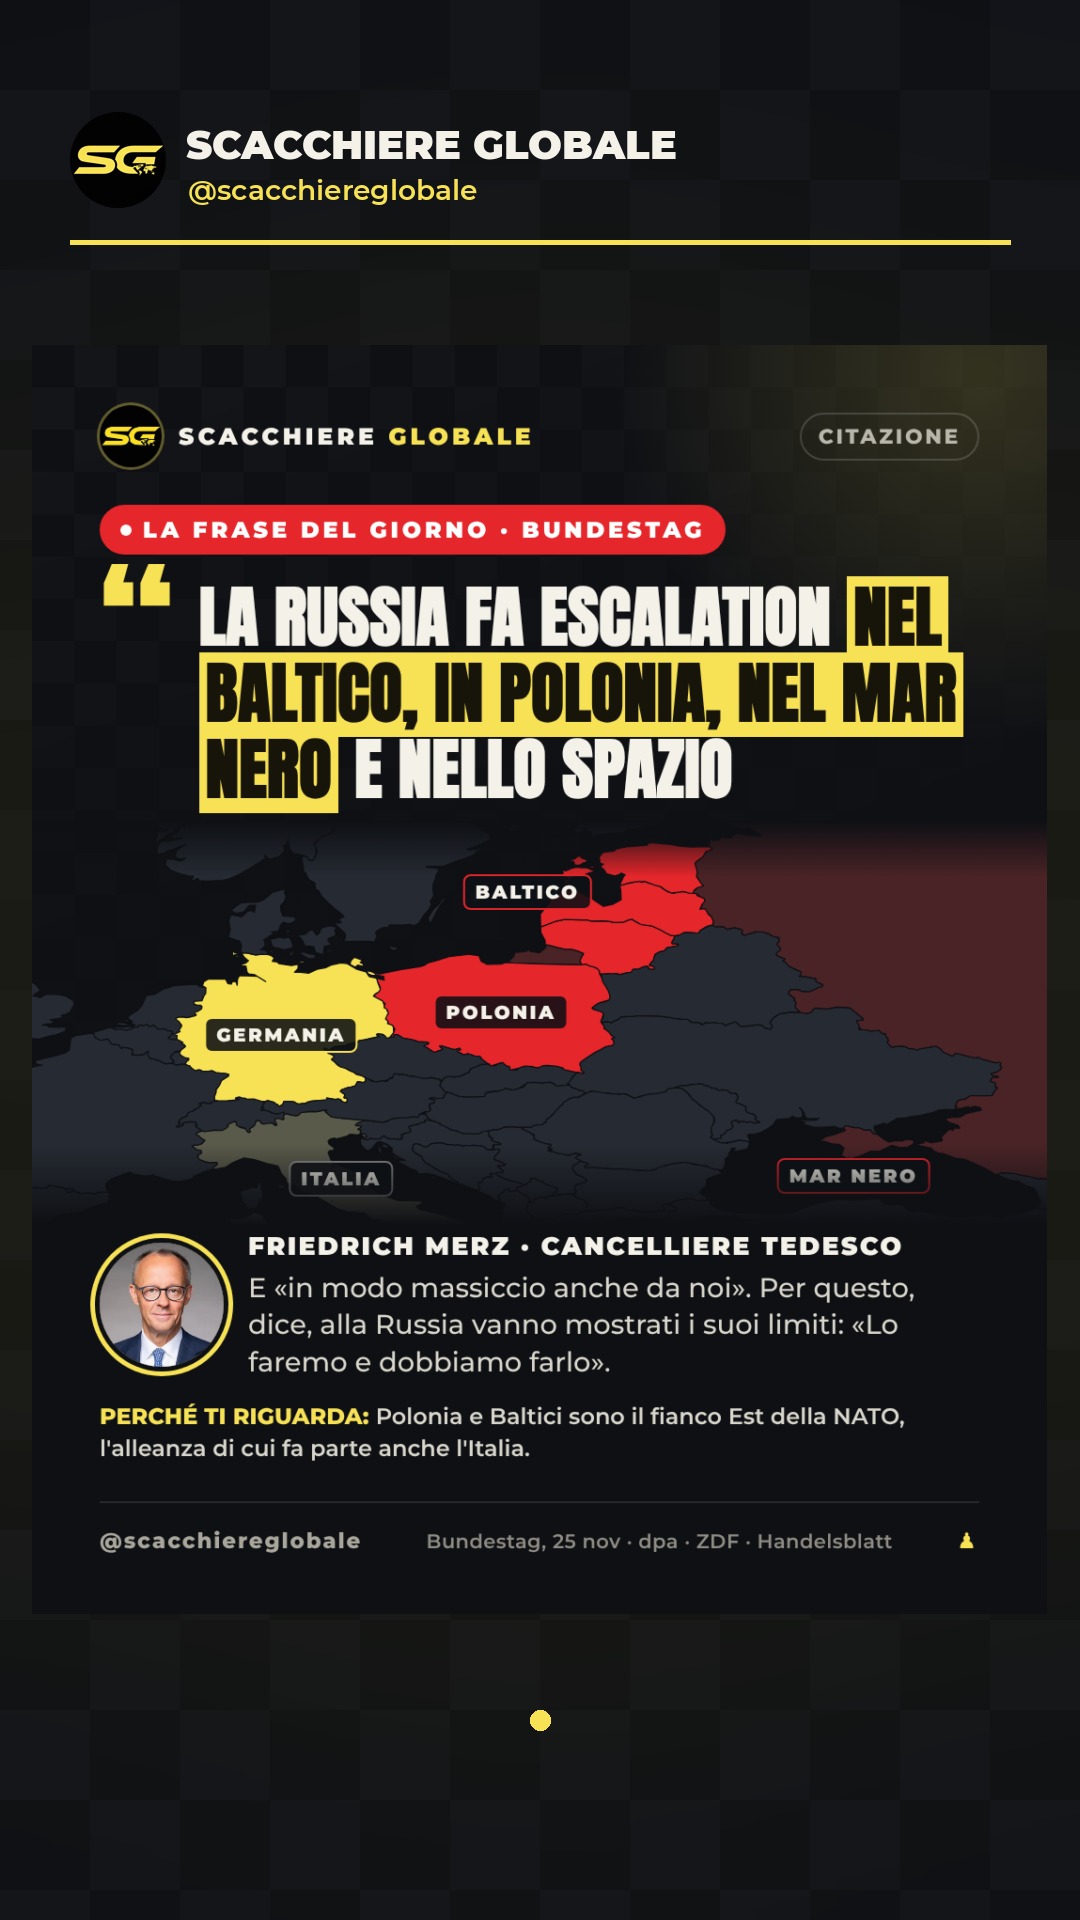 SG
SCACCHIERE GLOBALE
@scacchiereglobale
SG
SCACCHIERE GLOBALE
CITAZIONE
LA FRASE DEL GIORNO · BUNDESTAG
“ LA RUSSIA FA ESCALATION NEL
BALTICO, IN POLONIA, NEL MAR
NERO E NELLO SPAZIO
BALTICO
POLONIA
GERMANIA
ITALIA
MAR NERO
FRIEDRICH MERZ · CANCELLIERE TEDESCO
E «in modo massiccio anche da noi». Per questo,
dice, alla Russia vanno mostrati i suoi limiti: «Lo
faremo e dobbiamo farlo».
PERCHÉ TI RIGUARDA: Polonia e Baltici sono il fianco Est della NATO,
l'alleanza di cui fa parte anche l'Italia.
@scacchiereglobale
Bundestag, 25 nov · dpa · ZDF · Handelsblatt